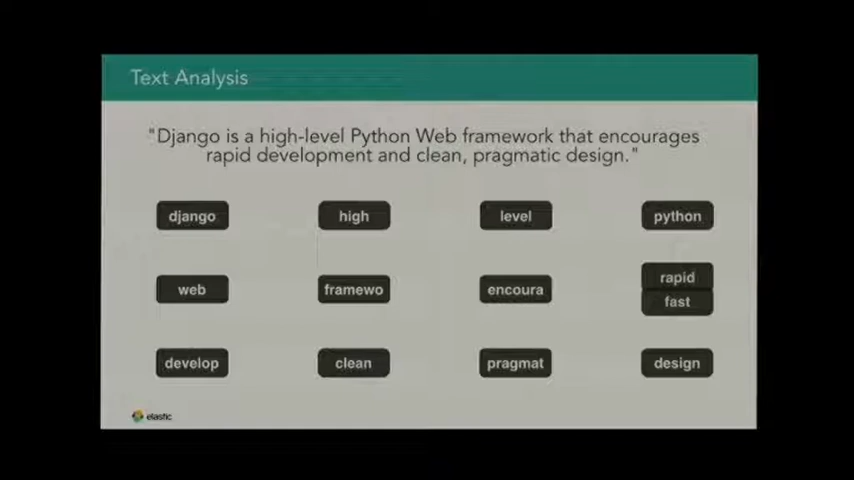 Text Analysis
"Django is a high-level Python Web framework that encourages
rapid development and clean, pragmatic design."
django high level python
web framewo encoura rapid
fast
develop clean pragmat design
elastic